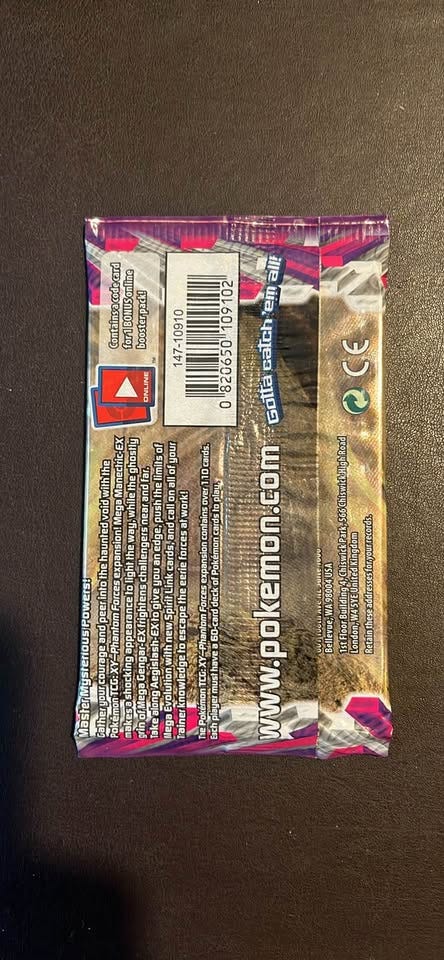 Master Mysterious Powers!
Gather your courage and peer into the haunted void with the
Pokémon TCG: XY—Phantom Forces expansion! Mega Manectric-EX
makes a shocking appearance to light the way, while the ghostly
grin of Mega Gengar-EX frightens challengers near and far.
Take along Aegislash-EX to give you an edge, push the limits of
Mega Evolution with new Spirit Link cards, and call on all of your
Trainer knowledge to escape the eerie forces at work!
The Pokémon TCG: XY—Phantom Forces expansion contains over 110 cards.
Each player must have a 60-card deck of Pokémon cards to play.
ONLINE
Contains a code card
for 1 BONUS online
booster pack!
147-10910
0 820650 109102
www.pokemon.com
Gotta catch 'em all!
Bellevue, WA 98004 USA
1st Floor Building 4, Chiswick Park, 566 Chiswick High Road
London, W4 5YE United Kingdom
Retain these addresses for your records.
CE